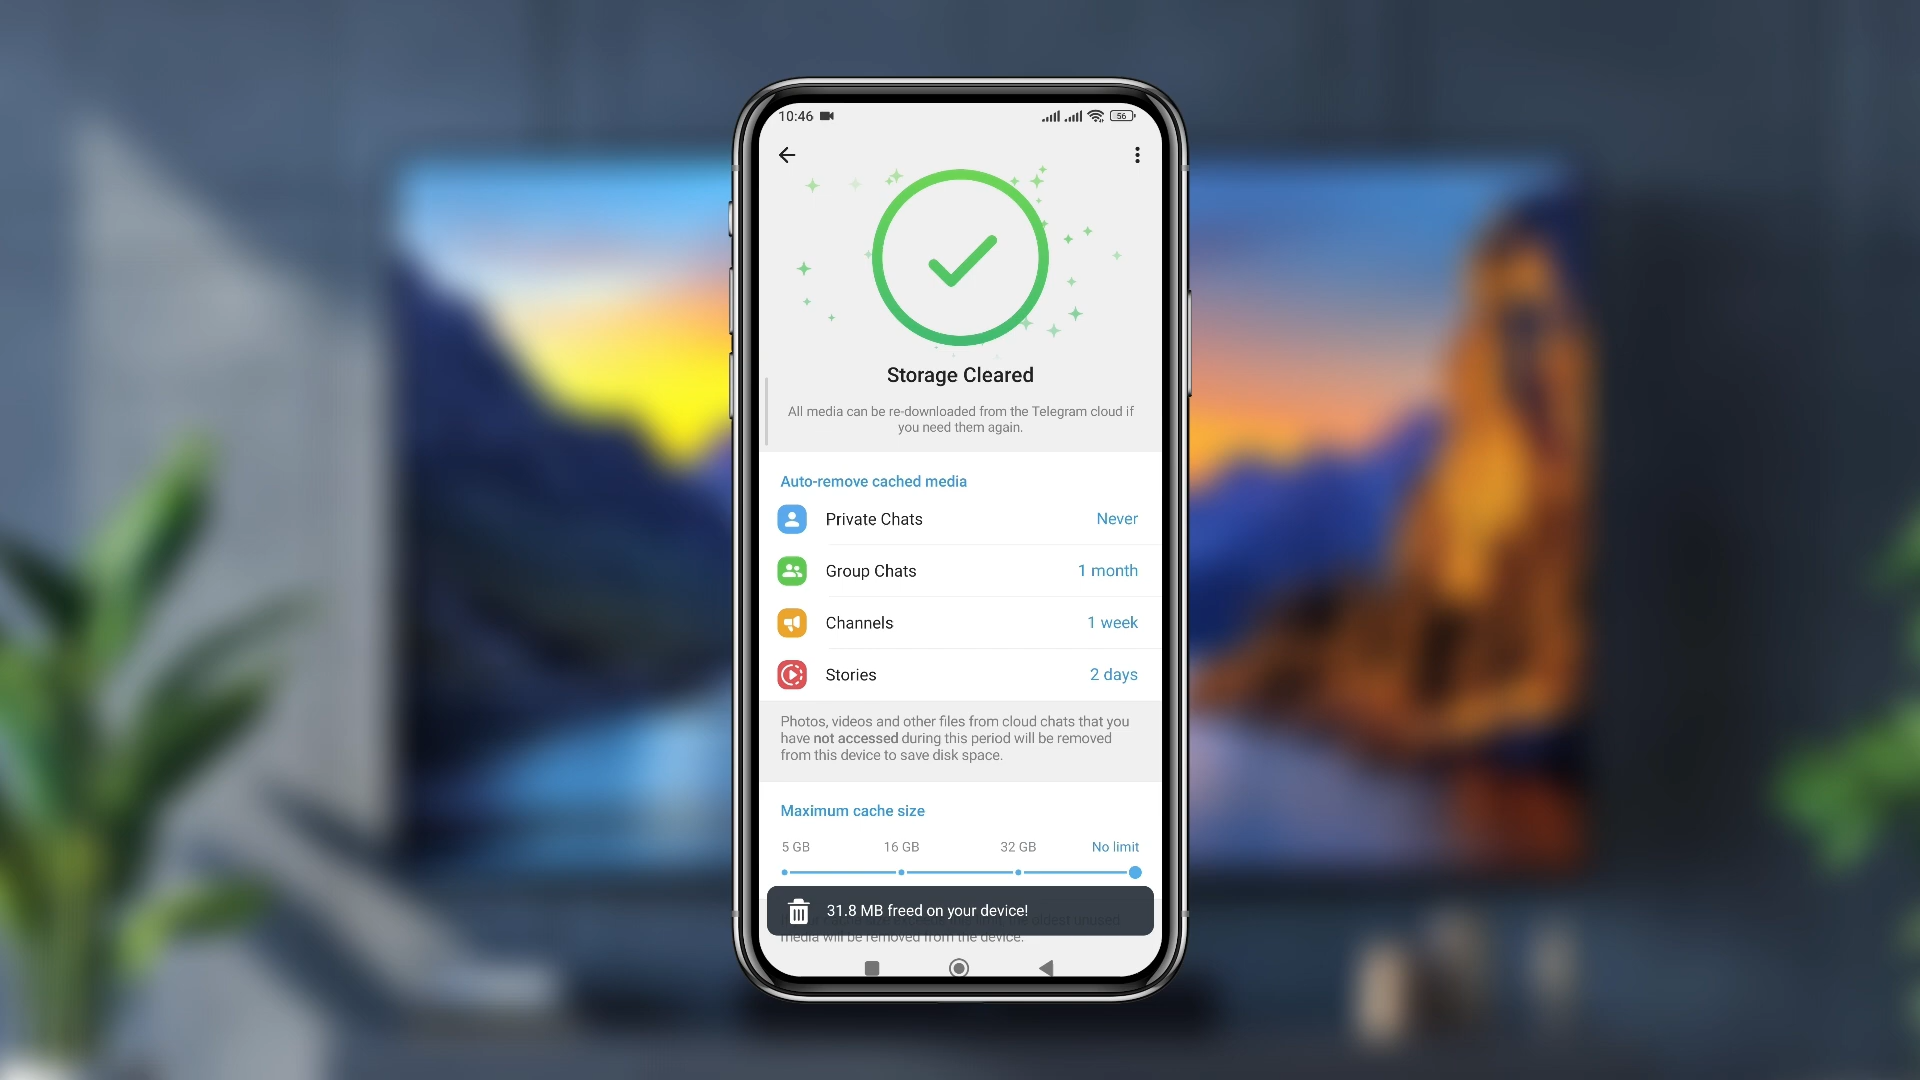 10:46
56
Storage Cleared
All media can be re-downloaded from the Telegram cloud if
you need them again.
Auto-remove cached media
Private Chats Never
Group Chats 1 month
Channels 1 week
Stories 2 days
Photos, videos and other files from cloud chats that you
have not accessed during this period will be removed
from this device to save disk space.
Maximum cache size
5 GB 16 GB 32 GB No limit
31.8 MB freed on your device!
oldest unused
media will be removed from the device.